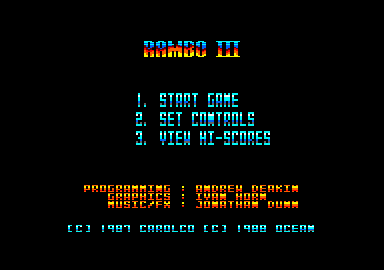 RAMBO III
1. START GAME
2. SET CONTROLS
3. VIEW HI-SCORES
PROGRAMMING : ANDREW DEAKIN
GRAPHICS : IVAN HORN
MUSIC/FX : JONATHAN DUNN
(C) 1987 CAROLCO (C) 1988 OCEAN